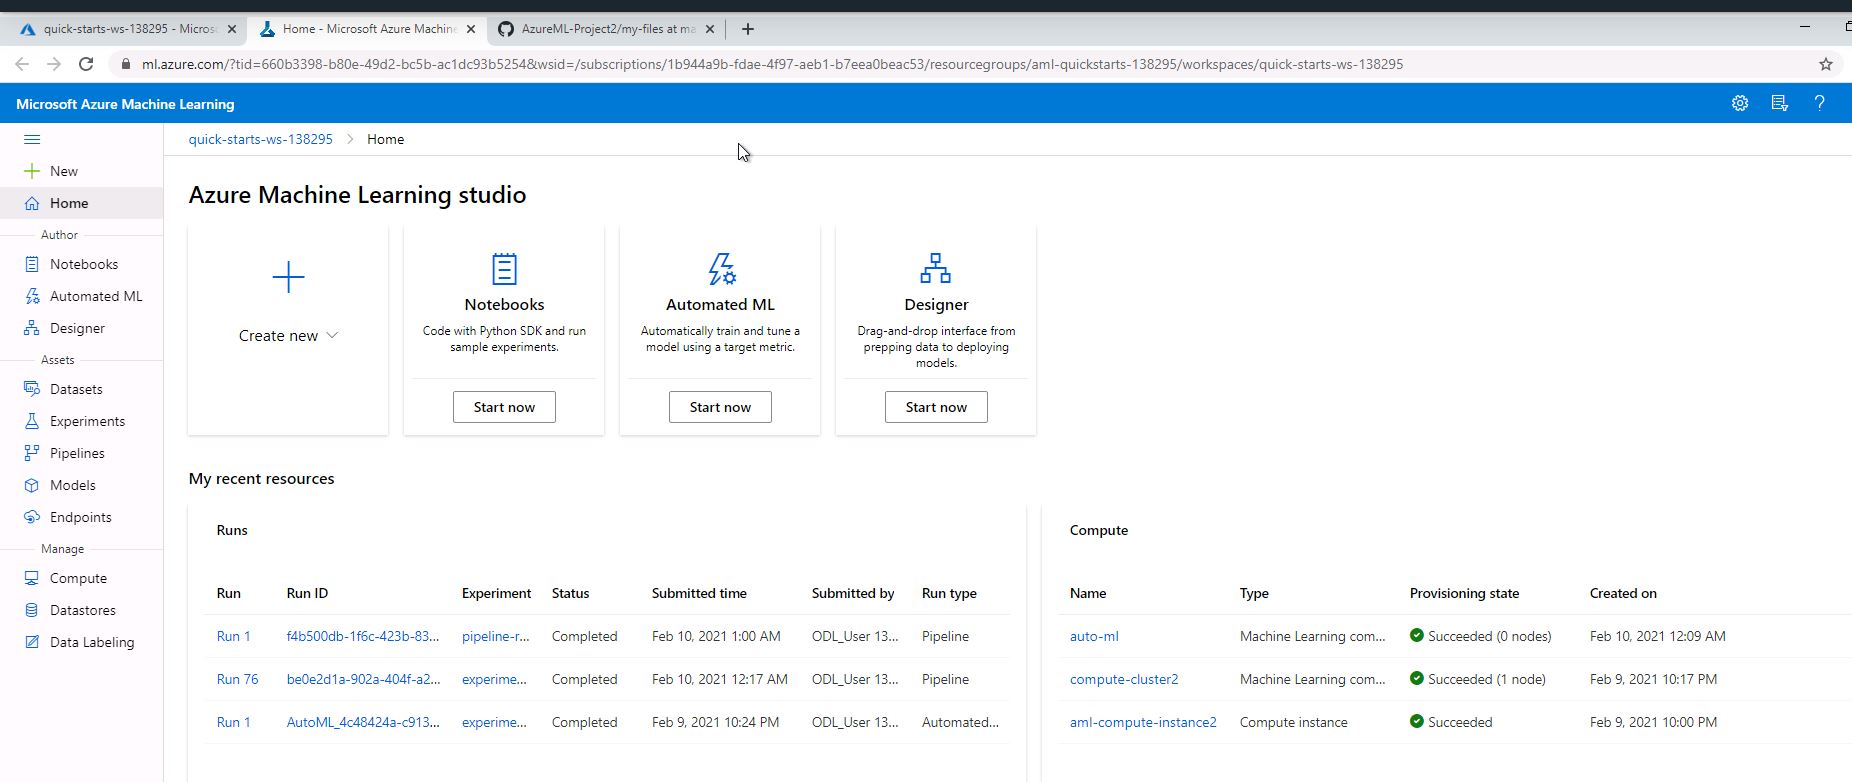 quick-starts-ws-138295 - Micros
Home - Microsoft Azure Machine
AzureML-Project2/my-files at ma
ml.azure.com/?tid=660b3398-b80e-49d2-bc5b-ac1dc93b5254&wsid=/subscriptions/1b944a9b-fdae-4f97-aeb1-b7eea0beac53/resourcegroups/aml-quickstarts-138295/workspaces/quick-starts-ws-138295
Microsoft Azure Machine Learning
New
Home
Author
Notebooks
Automated ML
Designer
Assets
Datasets
Experiments
Pipelines
Models
Endpoints
Manage
Compute
Datastores
Data Labeling
quick-starts-ws-138295 > Home
Azure Machine Learning studio
Create new
Notebooks
Code with Python SDK and run
sample experiments.
Start now
Automated ML
Automatically train and tune a
model using a target metric.
Start now
Designer
Drag-and-drop interface from
prepping data to deploying
models.
Start now
My recent resources
Runs
Run Run ID Experiment Status Submitted time Submitted by Run type
Run 1 f4b500db-1f6c-423b-83... pipeline-r... Completed Feb 10, 2021 1:00 AM ODL_User 13... Pipeline
Run 76 be0e2d1a-902a-404f-a2... experime... Completed Feb 10, 2021 12:17 AM ODL_User 13... Pipeline
Run 1 AutoML_4c48424a-c913... experime... Completed Feb 9, 2021 10:24 PM ODL_User 13... Automated...
Compute
Name Type Provisioning state Created on
auto-ml Machine Learning com... Succeeded (0 nodes) Feb 10, 2021 12:09 AM
compute-cluster2 Machine Learning com... Succeeded (1 node) Feb 9, 2021 10:17 PM
aml-compute-instance2 Compute instance Succeeded Feb 9, 2021 10:00 PM